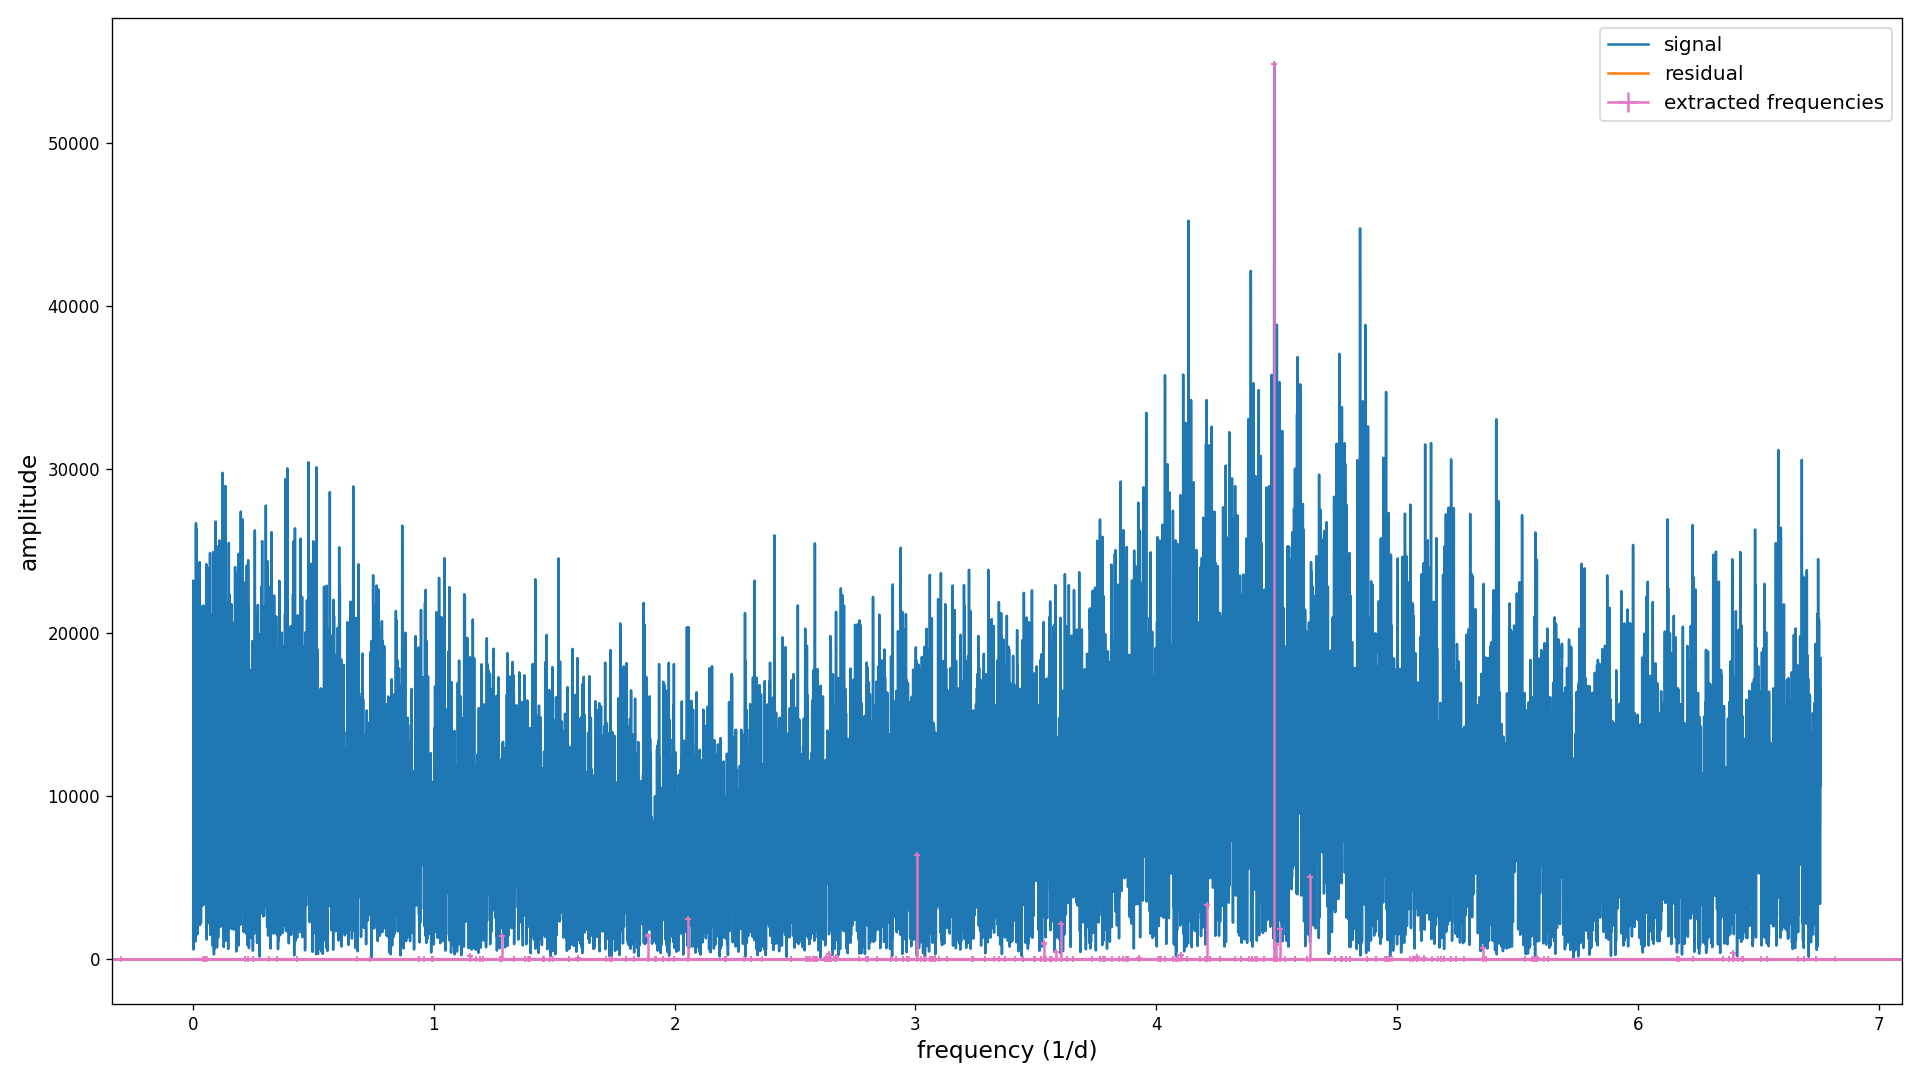 signal
residual
extracted frequencies
50000
40000
30000
20000
10000
0
amplitude
0 1 2 3 4 5 6 7
frequency (1/d)